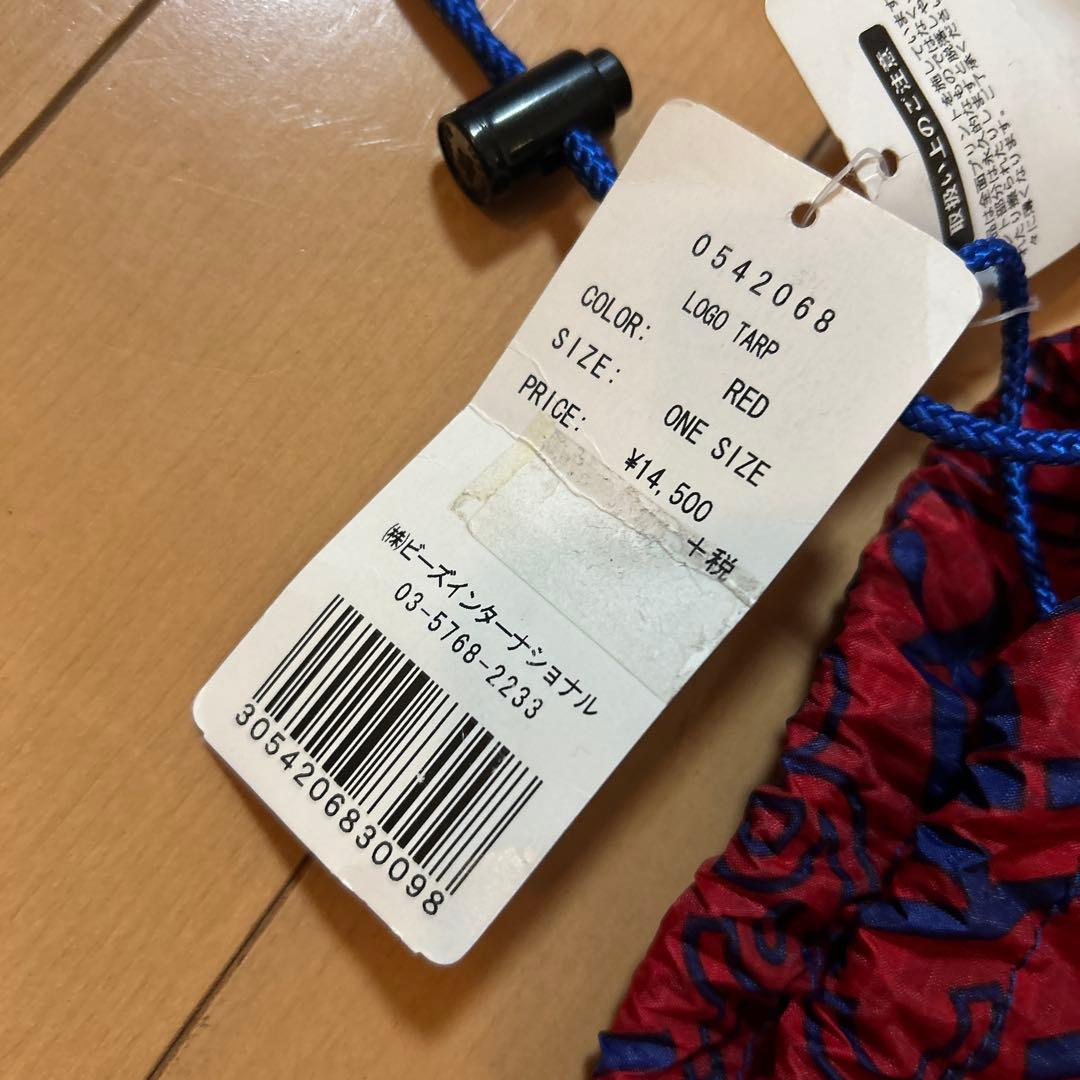 0542068
LOGO TARP
COLOR: RED
SIZE: ONE SIZE
PRICE: ¥14,500
+税
㈱ビーズインターナショナル
03-5768-2233
3054206830098
取扱い上のご注意